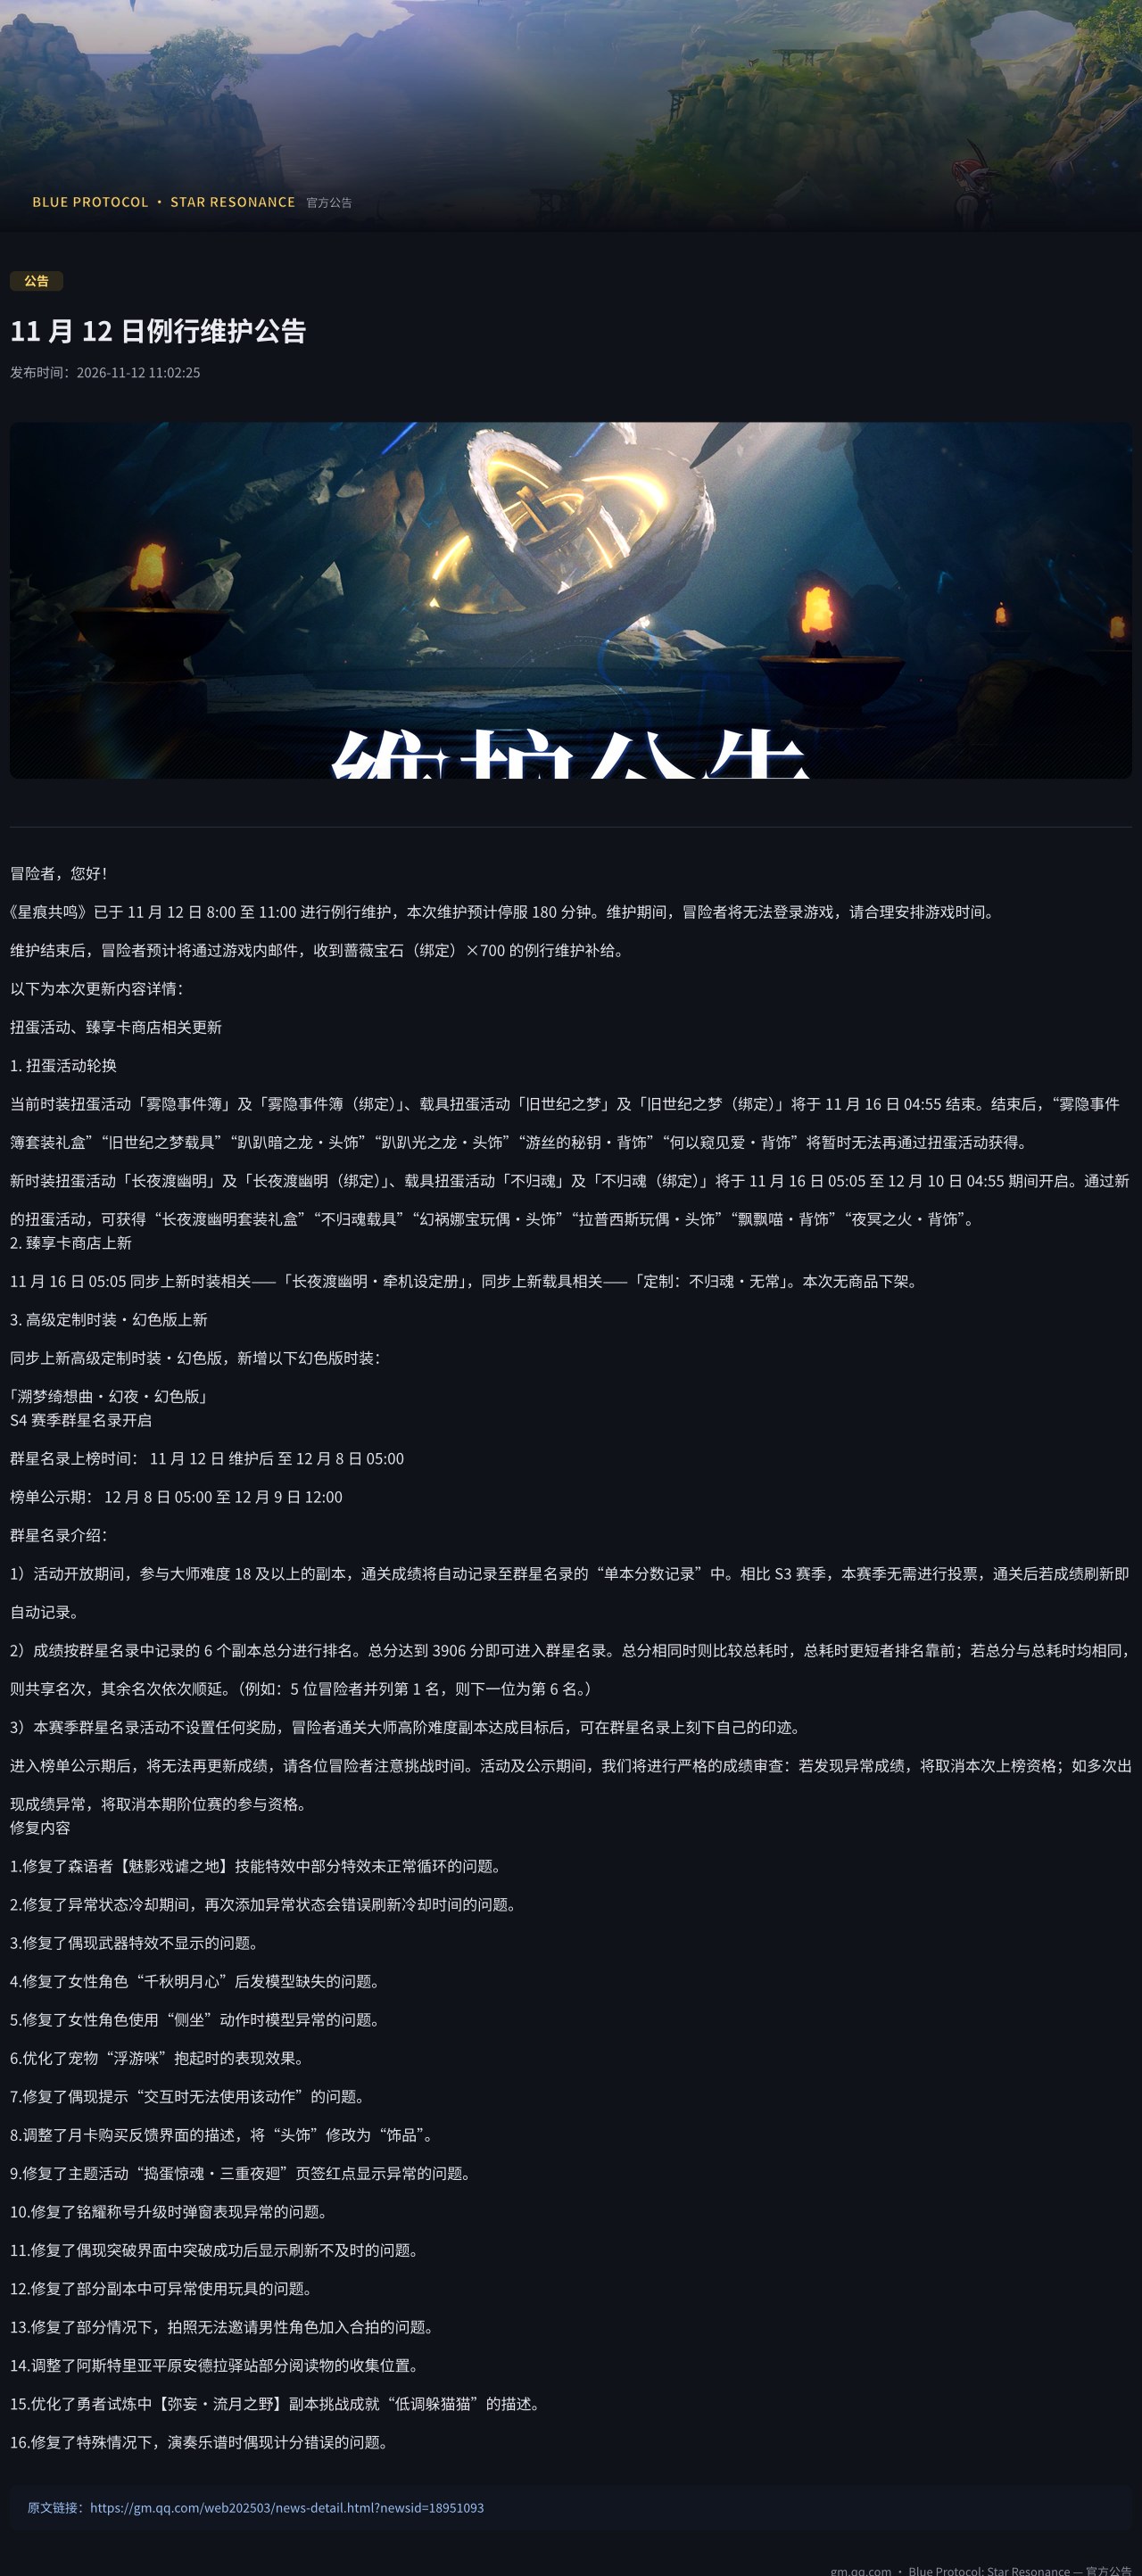 BLUE PROTOCOL · STAR RESONANCE 官方公告
公告
11 月 12 日例行维护公告
发布时间：2026-11-12 11:02:25
维护公告
冒险者，您好！
《星痕共鸣》已于 11 月 12 日 8:00 至 11:00 进行例行维护，本次维护预计停服 180 分钟。维护期间，冒险者将无法登录游戏，请合理安排游戏时间。
维护结束后，冒险者预计将通过游戏内邮件，收到蔷薇宝石（绑定）×700 的例行维护补给。
以下为本次更新内容详情：
扭蛋活动、臻享卡商店相关更新
1. 扭蛋活动轮换
当前时装扭蛋活动「雾隐事件簿」及「雾隐事件簿（绑定）」、载具扭蛋活动「旧世纪之梦」及「旧世纪之梦（绑定）」将于 11 月 16 日 04:55 结束。结束后，“雾隐事件
簿套装礼盒”“旧世纪之梦载具”“趴趴暗之龙・头饰”“趴趴光之龙・头饰”“游丝的秘钥・背饰”“何以窥见爱・背饰”将暂时无法再通过扭蛋活动获得。
新时装扭蛋活动「长夜渡幽明」及「长夜渡幽明（绑定）」、载具扭蛋活动「不归魂」及「不归魂（绑定）」将于 11 月 16 日 05:05 至 12 月 10 日 04:55 期间开启。通过新
的扭蛋活动，可获得“长夜渡幽明套装礼盒”“不归魂载具”“幻祸娜宝玩偶・头饰”“拉普西斯玩偶・头饰”“飘飘喵・背饰”“夜冥之火・背饰”。
2. 臻享卡商店上新
11 月 16 日 05:05 同步上新时装相关——「长夜渡幽明・牵机设定册」，同步上新载具相关——「定制：不归魂・无常」。本次无商品下架。
3. 高级定制时装・幻色版上新
同步上新高级定制时装・幻色版，新增以下幻色版时装：
「溯梦绮想曲・幻夜・幻色版」
S4 赛季群星名录开启
群星名录上榜时间： 11 月 12 日 维护后 至 12 月 8 日 05:00
榜单公示期： 12 月 8 日 05:00 至 12 月 9 日 12:00
群星名录介绍：
1）活动开放期间，参与大师难度 18 及以上的副本，通关成绩将自动记录至群星名录的“单本分数记录”中。相比 S3 赛季，本赛季无需进行投票，通关后若成绩刷新即
自动记录。
2）成绩按群星名录中记录的 6 个副本总分进行排名。总分达到 3906 分即可进入群星名录。总分相同时则比较总耗时，总耗时更短者排名靠前；若总分与总耗时均相同，
则共享名次，其余名次依次顺延。（例如：5 位冒险者并列第 1 名，则下一位为第 6 名。）
3）本赛季群星名录活动不设置任何奖励，冒险者通关大师高阶难度副本达成目标后，可在群星名录上刻下自己的印迹。
进入榜单公示期后，将无法再更新成绩，请各位冒险者注意挑战时间。活动及公示期间，我们将进行严格的成绩审查：若发现异常成绩，将取消本次上榜资格；如多次出
现成绩异常，将取消本期阶位赛的参与资格。
修复内容
1.修复了森语者【魅影戏谑之地】技能特效中部分特效未正常循环的问题。
2.修复了异常状态冷却期间，再次添加异常状态会错误刷新冷却时间的问题。
3.修复了偶现武器特效不显示的问题。
4.修复了女性角色“千秋明月心”后发模型缺失的问题。
5.修复了女性角色使用“侧坐”动作时模型异常的问题。
6.优化了宠物“浮游咪”抱起时的表现效果。
7.修复了偶现提示“交互时无法使用该动作”的问题。
8.调整了月卡购买反馈界面的描述，将“头饰”修改为“饰品”。
9.修复了主题活动“捣蛋惊魂・三重夜廻”页签红点显示异常的问题。
10.修复了铭耀称号升级时弹窗表现异常的问题。
11.修复了偶现突破界面中突破成功后显示刷新不及时的问题。
12.修复了部分副本中可异常使用玩具的问题。
13.修复了部分情况下，拍照无法邀请男性角色加入合拍的问题。
14.调整了阿斯特里亚平原安德拉驿站部分阅读物的收集位置。
15.优化了勇者试炼中【弥妄・流月之野】副本挑战成就“低调躲猫猫”的描述。
16.修复了特殊情况下，演奏乐谱时偶现计分错误的问题。
原文链接：https://gm.qq.com/web202503/news-detail.html?newsid=18951093
gm.qq.com · Blue Protocol: Star Resonance — 官方公告